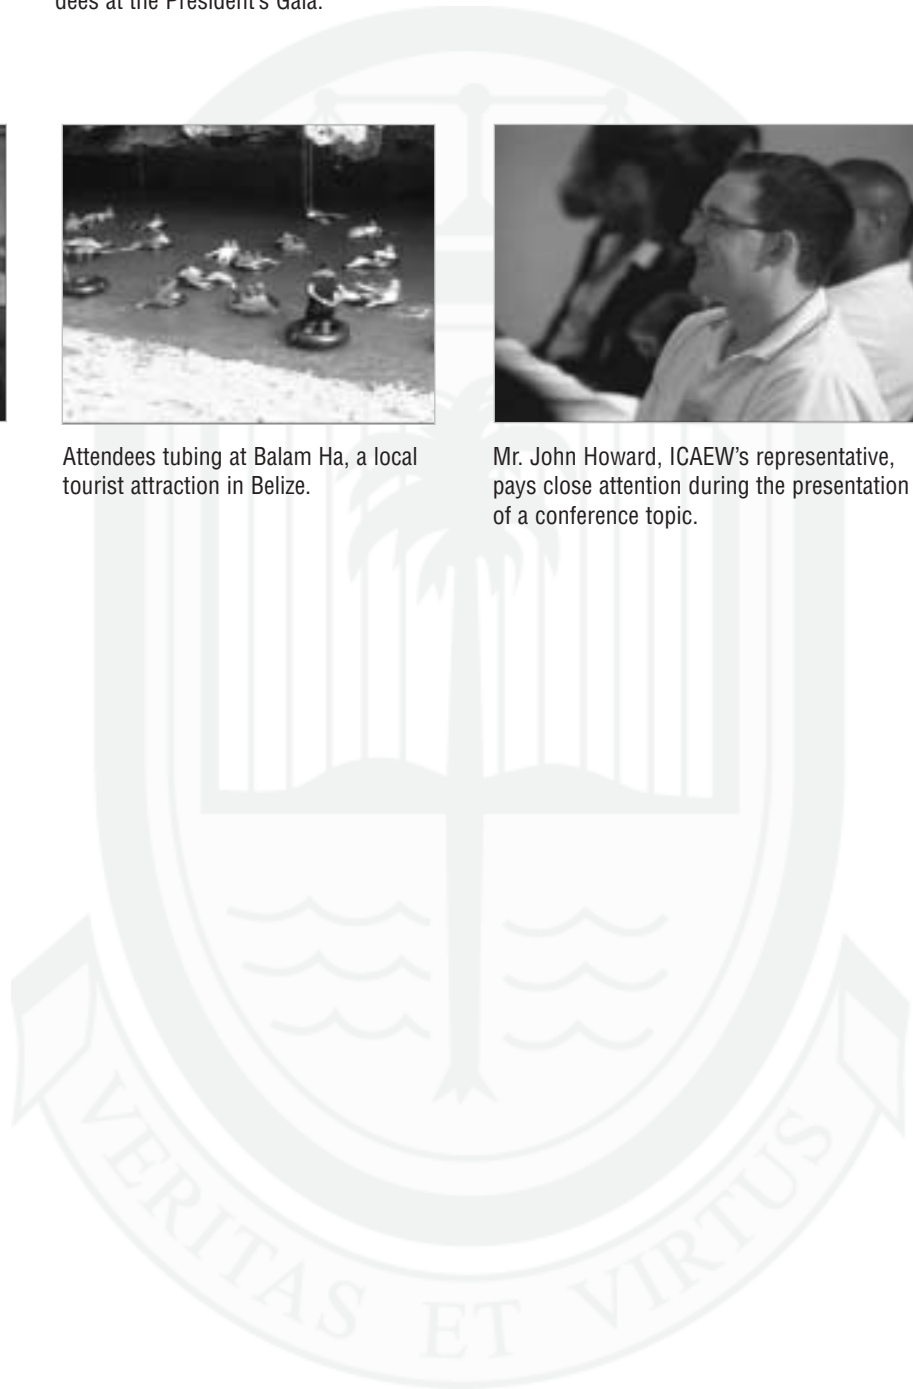 dees at the President's Gala.
Attendees tubing at Balam Ha, a local
tourist attraction in Belize.
Mr. John Howard, ICAEW’s representative,
pays close attention during the presentation
of a conference topic.
VERITAS ET VIRTUS